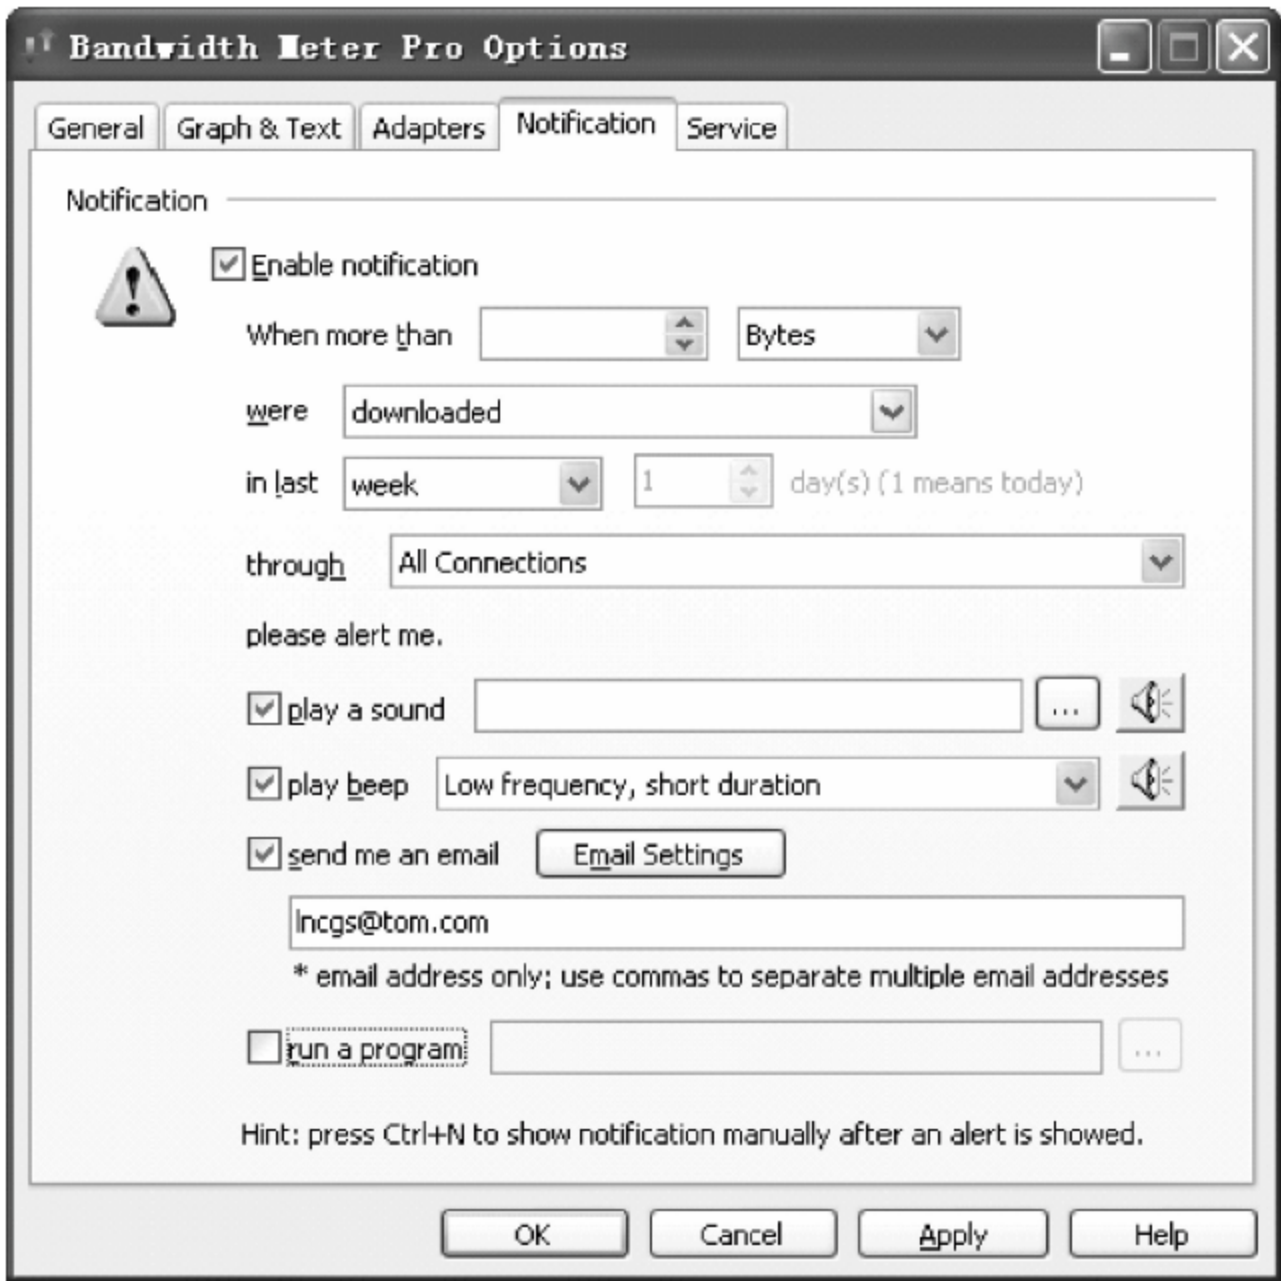 Bandwidth Meter Pro Options
General Graph & Text Adapters Notification Service
Notification
Enable notification
When more than Bytes
were downloaded
in last week 1 day(s) (1 means today)
through All Connections
please alert me.
play a sound ...
play beep Low frequency, short duration
send me an email Email Settings
lncgs@tom.com
* email address only; use commas to separate multiple email addresses
run a program ...
Hint: press Ctrl+N to show notification manually after an alert is showed.
OK Cancel Apply Help